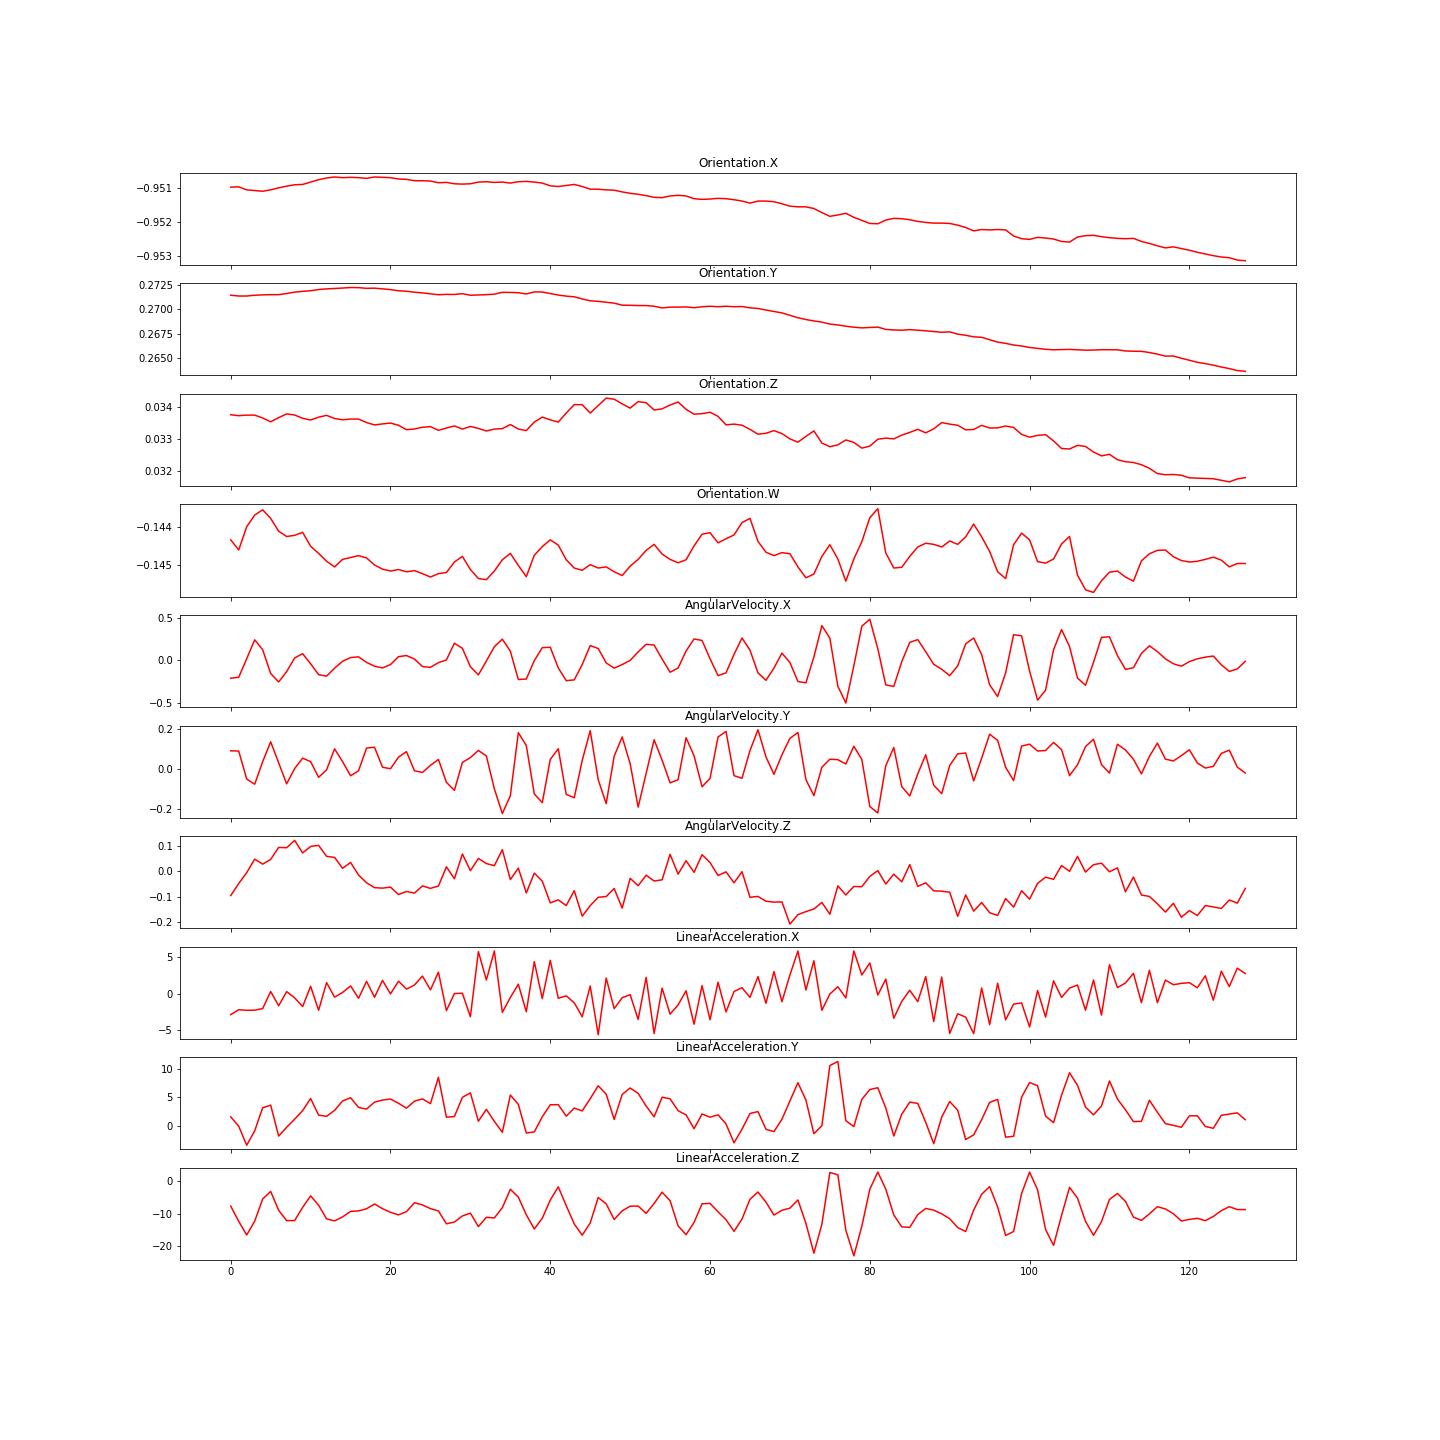 Orientation.X
−0.951
−0.952
−0.953
Orientation.Y
0.2725
0.2700
0.2675
0.2650
Orientation.Z
0.034
0.033
0.032
Orientation.W
−0.144
−0.145
AngularVelocity.X
0.5
0.0
−0.5
AngularVelocity.Y
0.2
0.0
−0.2
AngularVelocity.Z
0.1
0.0
−0.1
−0.2
LinearAcceleration.X
5
0
−5
LinearAcceleration.Y
10
5
0
LinearAcceleration.Z
0
−10
−20
0 20 40 60 80 100 120